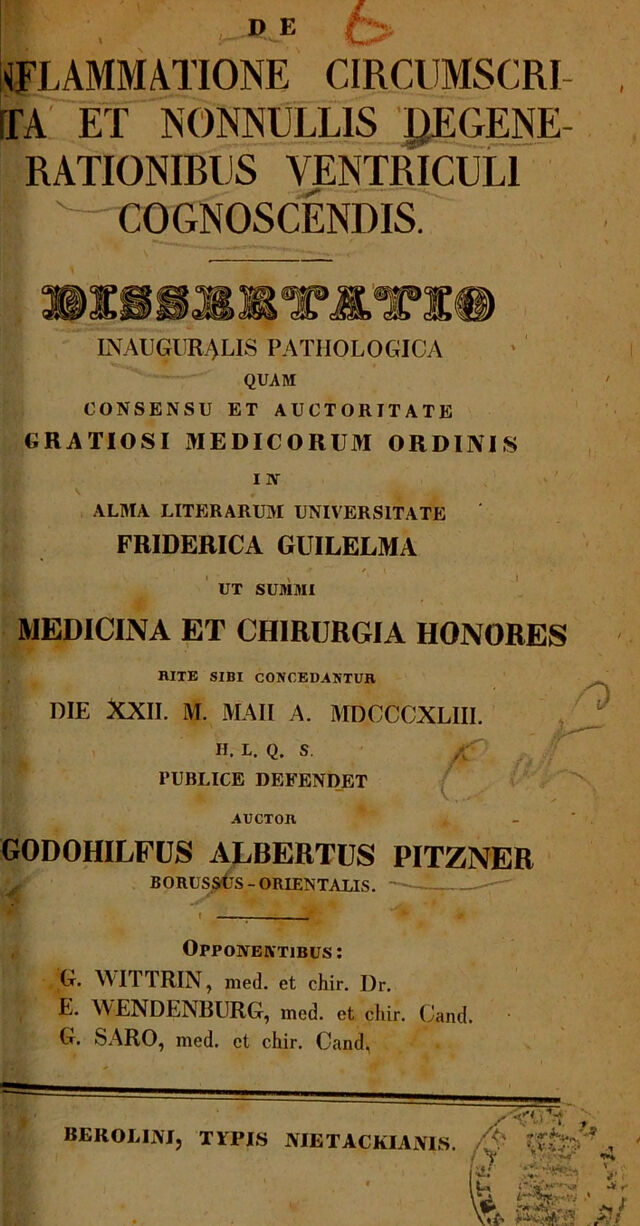 DE 6
NFLAMMATIONE CIRCUMSCRI-
TA ET NONNULLIS DEGENE-
RATIONIBUS VENTRICULI
COGNOSCENDIS.
DISSERTATIO
INAUGURALIS PATHOLOGICA
QUAM
CONSENSU ET AUCTORITATE
GRATIOSI MEDICORUM ORDINIS
IN
ALMA LITERARUM UNIVERSITATE
FRIDERICA GUILELMA
UT SUMMI
MEDICINA ET CHIRURGIA HONORES
RITE SIBI CONCEDANTUR
DIE XXII. M. MAII A. MDCCCXLIII.
H. L. Q. S.
PUBLICE DEFENDET
AUCTOR
GODOHILFUS ALBERTUS PITZNER
BORUSSUS-ORIENTALIS.
OPPONENTIBUS:
G. WITTRIN, med. et chir. Dr.
E. WENDENBURG, med. et chir. Cand.
G. SARO, med. et chir. Cand.
BEROLINI, TYPIS NIETACKIANIS.